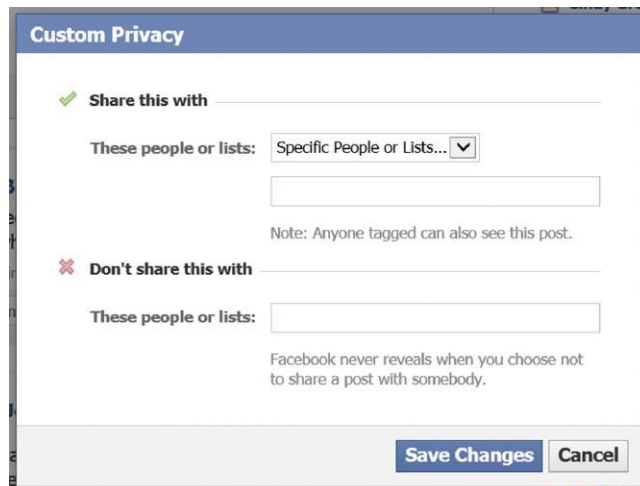 Custom Privacy
Share this with
These people or lists: Specific People or Lists...
Note: Anyone tagged can also see this post.
Don't share this with
These people or lists:
Facebook never reveals when you choose not
to share a post with somebody.
Save Changes Cancel